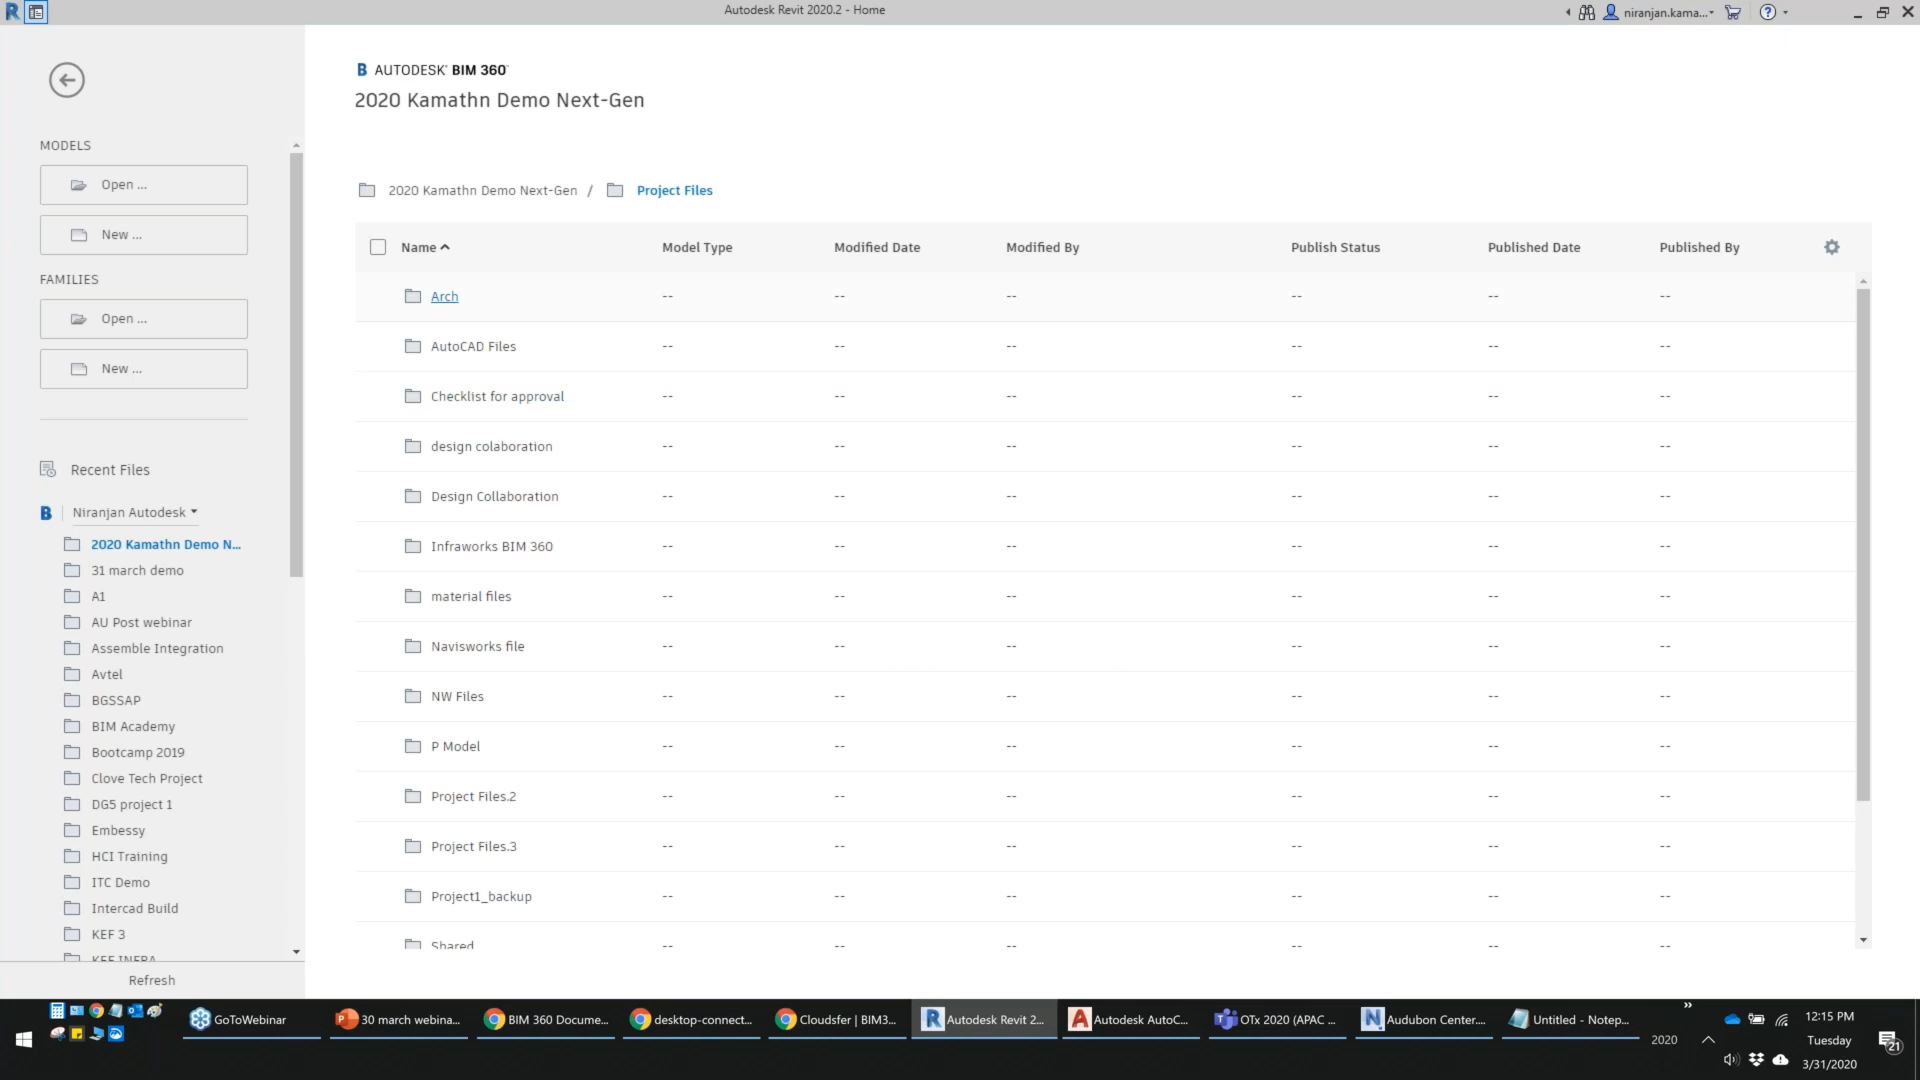 Autodesk Revit 2020.2 - Home
niranjan.kama...
AUTODESK BIM 360
2020 Kamathn Demo Next-Gen
MODELS
Open ...
New ...
FAMILIES
Open ...
New ...
Recent Files
B Niranjan Autodesk
2020 Kamathn Demo N...
31 march demo
A1
AU Post webinar
Assemble Integration
Avtel
BGSSAP
BIM Academy
Bootcamp 2019
Clove Tech Project
DG5 project 1
Embessy
HCI Training
ITC Demo
Intercad Build
KEF 3
KEF INFRA
Refresh
2020 Kamathn Demo Next-Gen / Project Files
Name Model Type Modified Date Modified By Publish Status Published Date Published By
Arch -- -- -- -- -- --
AutoCAD Files -- -- -- -- -- --
Checklist for approval -- -- -- -- -- --
design colaboration -- -- -- -- -- --
Design Collaboration -- -- -- -- -- --
Infraworks BIM 360 -- -- -- -- -- --
material files -- -- -- -- -- --
Navisworks file -- -- -- -- -- --
NW Files -- -- -- -- -- --
P Model -- -- -- -- -- --
Project Files.2 -- -- -- -- -- --
Project Files.3 -- -- -- -- -- --
Project1_backup -- -- -- -- -- --
Shared -- -- -- -- -- --
GoToWebinar 30 march webina... BIM 360 Docume... desktop-connect... Cloudsfer | BIM3... Autodesk Revit 2... Autodesk AutoC... OTx 2020 (APAC ... Audubon Center.... Untitled - Notep...
2020
12:15 PM
Tuesday
3/31/2020
21